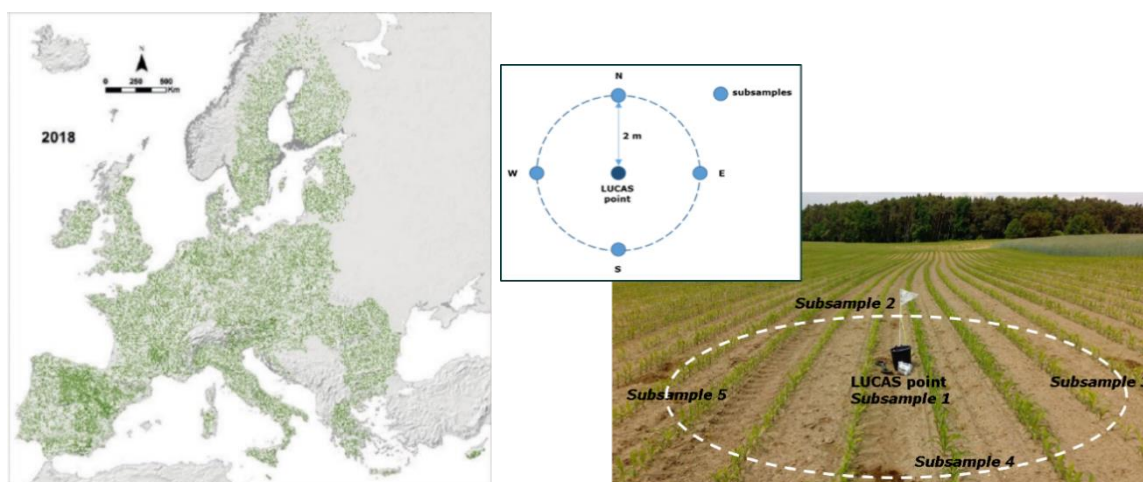 N
0 250 500
Km
2018
N
subsamples
2 m
W
LUCAS
point
E
S
Subsample 2
LUCAS point
Subsample 1
Subsample 5
Subsample
Subsample 4